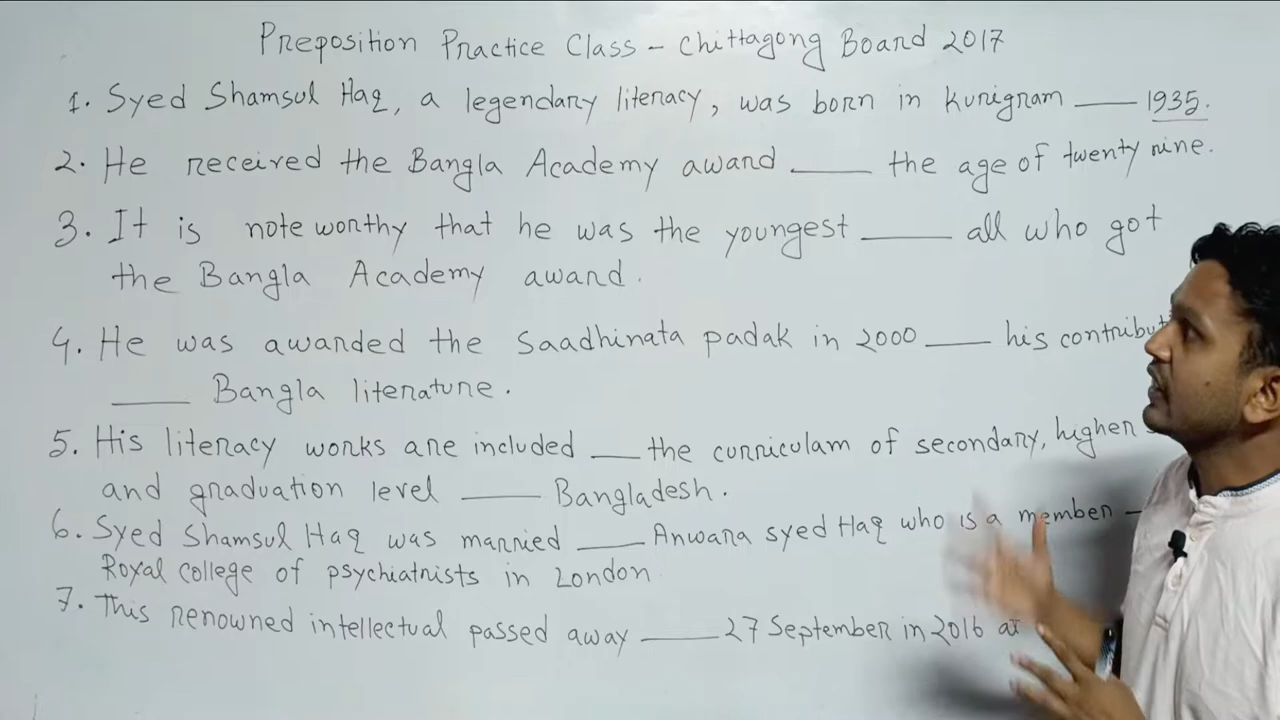 Preposition Practice Class - Chittagong Board 2017
1. Syed Shamsul Haq, a legendary literacy, was born in Kurigram ____ 1935.
2. He received the Bangla Academy award ____ the age of twenty nine.
3. It is note worthy that he was the youngest ____ all who got
the Bangla Academy award.
4. He was awarded the Saadhinata padak in 2000 ____ his contribut
____ Bangla literature.
5. His literacy works are included ____ the curriculam of secondary, higher
and graduation level ____ Bangladesh.
6. Syed Shamsul Haq was married ____ Anwara syed Haq who is a member —
Royal college of psychiatrists in London
7. This renowned intellectual passed away ____ 27 September in 2016 at